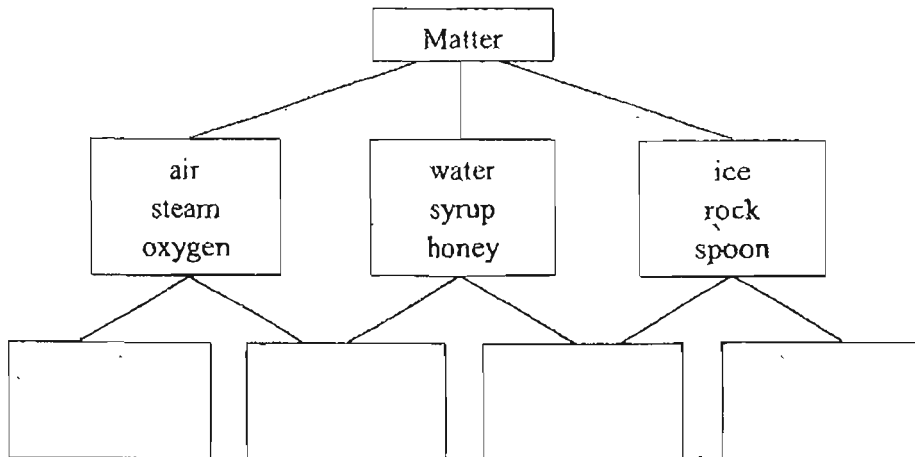 Matter
air
steam
oxygen
water
syrup
honey
ice
rock
spoon